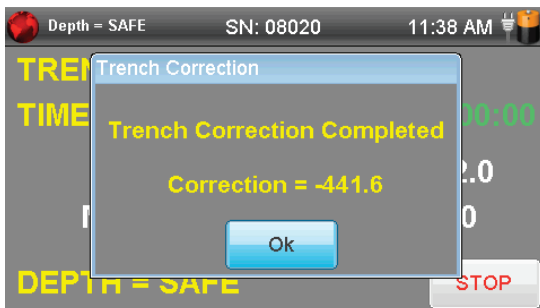 Depth = SAFE SN: 08020 11:38 AM
Trench Correction
Trench Correction Completed
Correction = -441.6
Ok
TIME
DEPTH = SAFE
STOP